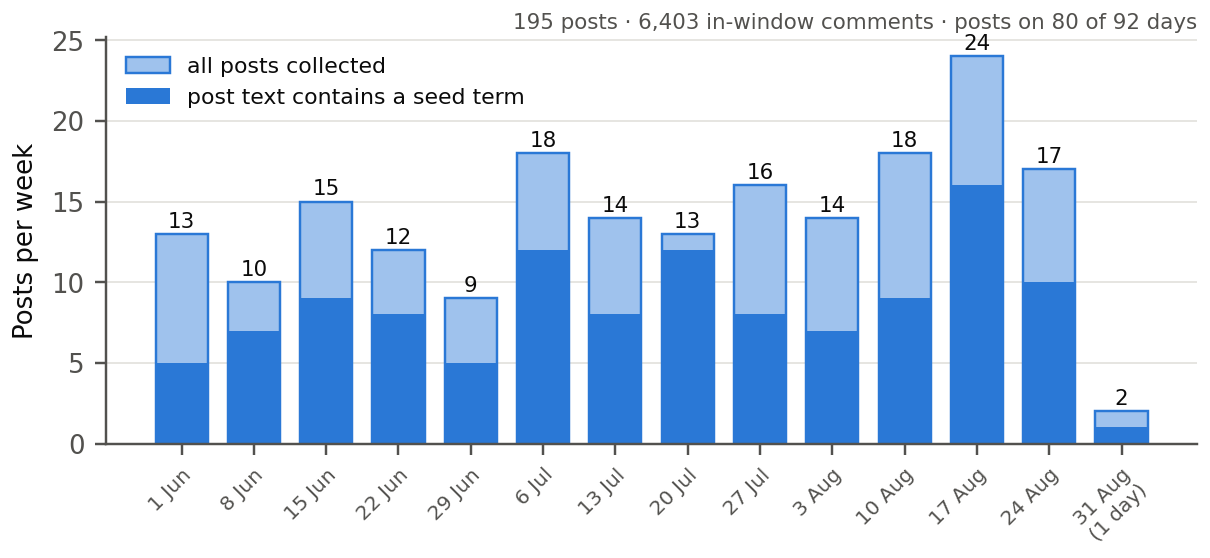 195 posts · 6,403 in-window comments · posts on 80 of 92 days
all posts collected
post text contains a seed term
Posts per week
25
20
15
10
5
0
13
10
15
12
9
18
14
13
16
14
18
24
17
2
1 Jun
8 Jun
15 Jun
22 Jun
29 Jun
6 Jul
13 Jul
20 Jul
27 Jul
3 Aug
10 Aug
17 Aug
24 Aug
31 Aug
(1 day)